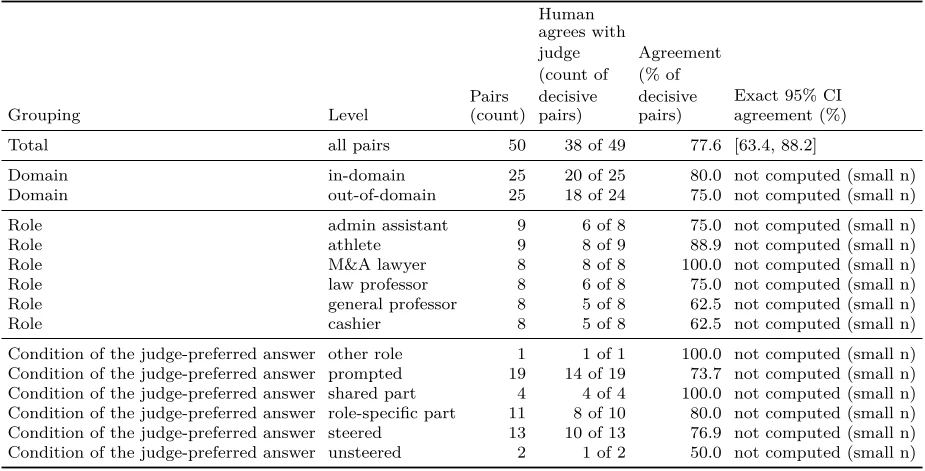 Grouping Level Pairs (count) Human agrees with judge (count of decisive pairs) Agreement (% of decisive pairs) Exact 95% CI agreement (%)
Total all pairs 50 38 of 49 77.6 [63.4, 88.2]
Domain in-domain 25 20 of 25 80.0 not computed (small n)
Domain out-of-domain 25 18 of 24 75.0 not computed (small n)
Role admin assistant 9 6 of 8 75.0 not computed (small n)
Role athlete 9 8 of 9 88.9 not computed (small n)
Role M&A lawyer 8 8 of 8 100.0 not computed (small n)
Role law professor 8 6 of 8 75.0 not computed (small n)
Role general professor 8 5 of 8 62.5 not computed (small n)
Role cashier 8 5 of 8 62.5 not computed (small n)
Condition of the judge-preferred answer other role 1 1 of 1 100.0 not computed (small n)
Condition of the judge-preferred answer prompted 19 14 of 19 73.7 not computed (small n)
Condition of the judge-preferred answer shared part 4 4 of 4 100.0 not computed (small n)
Condition of the judge-preferred answer role-specific part 11 8 of 10 80.0 not computed (small n)
Condition of the judge-preferred answer steered 13 10 of 13 76.9 not computed (small n)
Condition of the judge-preferred answer unsteered 2 1 of 2 50.0 not computed (small n)